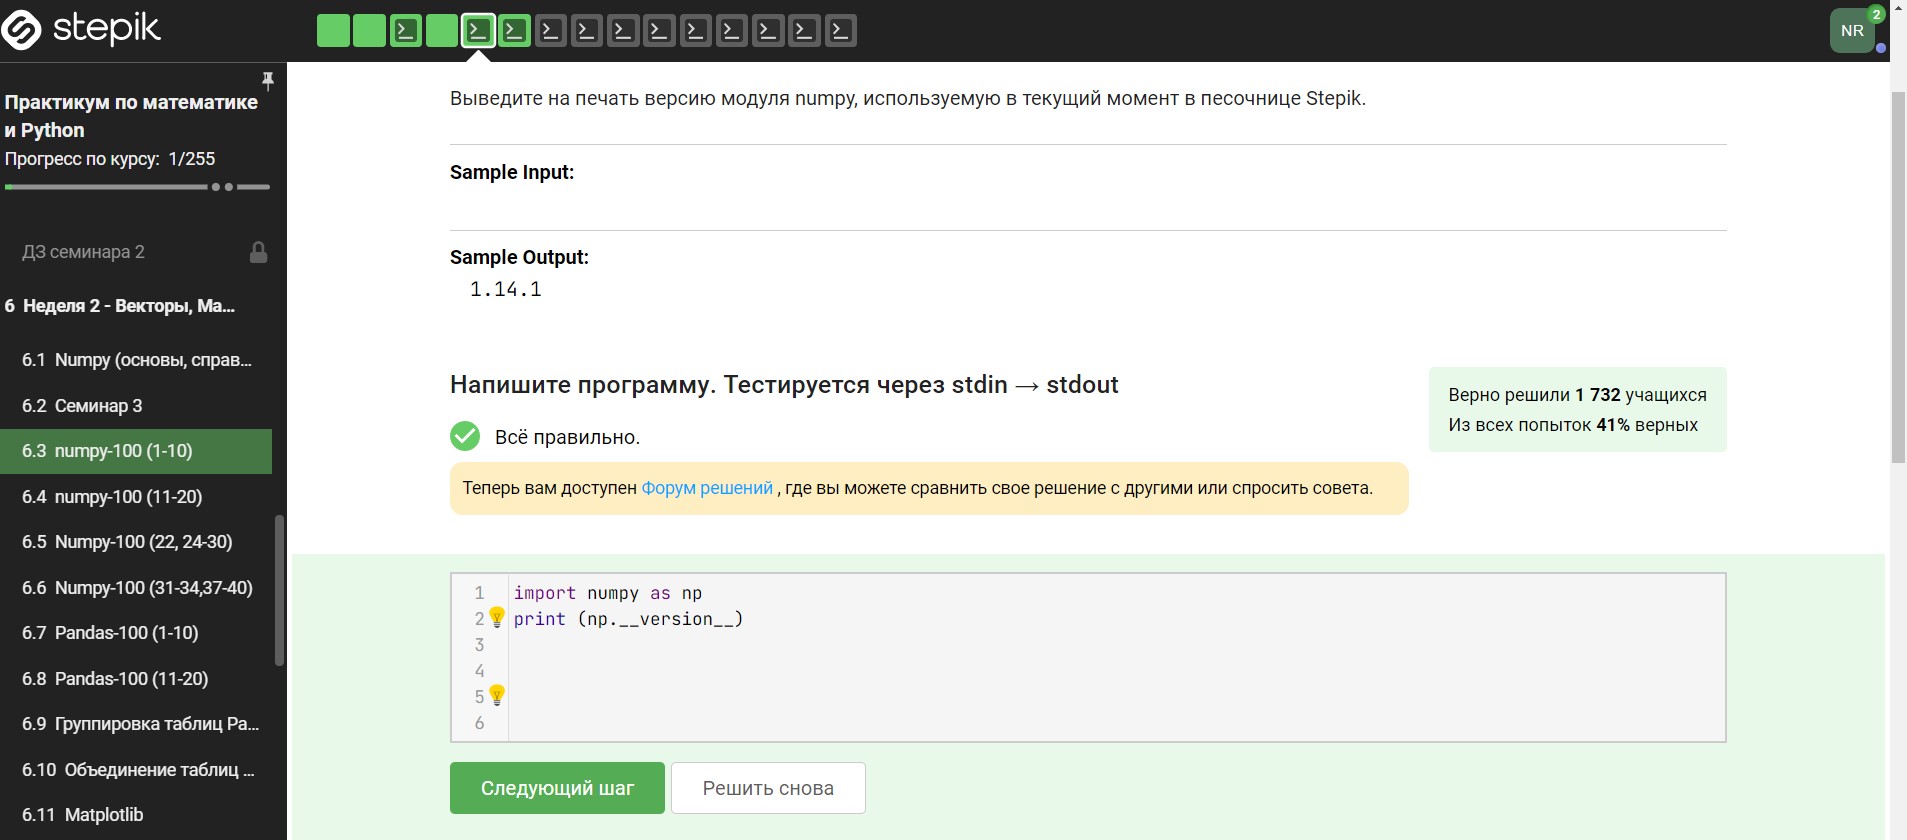 stepik
NR
2
Практикум по математике
и Python
Прогресс по курсу: 1/255
ДЗ семинара 2
6 Неделя 2 - Векторы, Ма...
6.1 Numpy (основы, справ...
6.2 Семинар 3
6.3 numpy-100 (1-10)
6.4 numpy-100 (11-20)
6.5 Numpy-100 (22, 24-30)
6.6 Numpy-100 (31-34,37-40)
6.7 Pandas-100 (1-10)
6.8 Pandas-100 (11-20)
6.9 Группировка таблиц Pa...
6.10 Объединение таблиц ...
6.11 Matplotlib
Выведите на печать версию модуля numpy, используемую в текущий момент в песочнице Stepik.
Sample Input:
Sample Output:
1.14.1
Напишите программу. Тестируется через stdin → stdout
Верно решили 1 732 учащихся
Из всех попыток 41% верных
Всё правильно.
Теперь вам доступен Форум решений , где вы можете сравнить свое решение с другими или спросить совета.
1 import numpy as np
2 print (np.__version__)
3
4
5
6
Следующий шаг
Решить снова